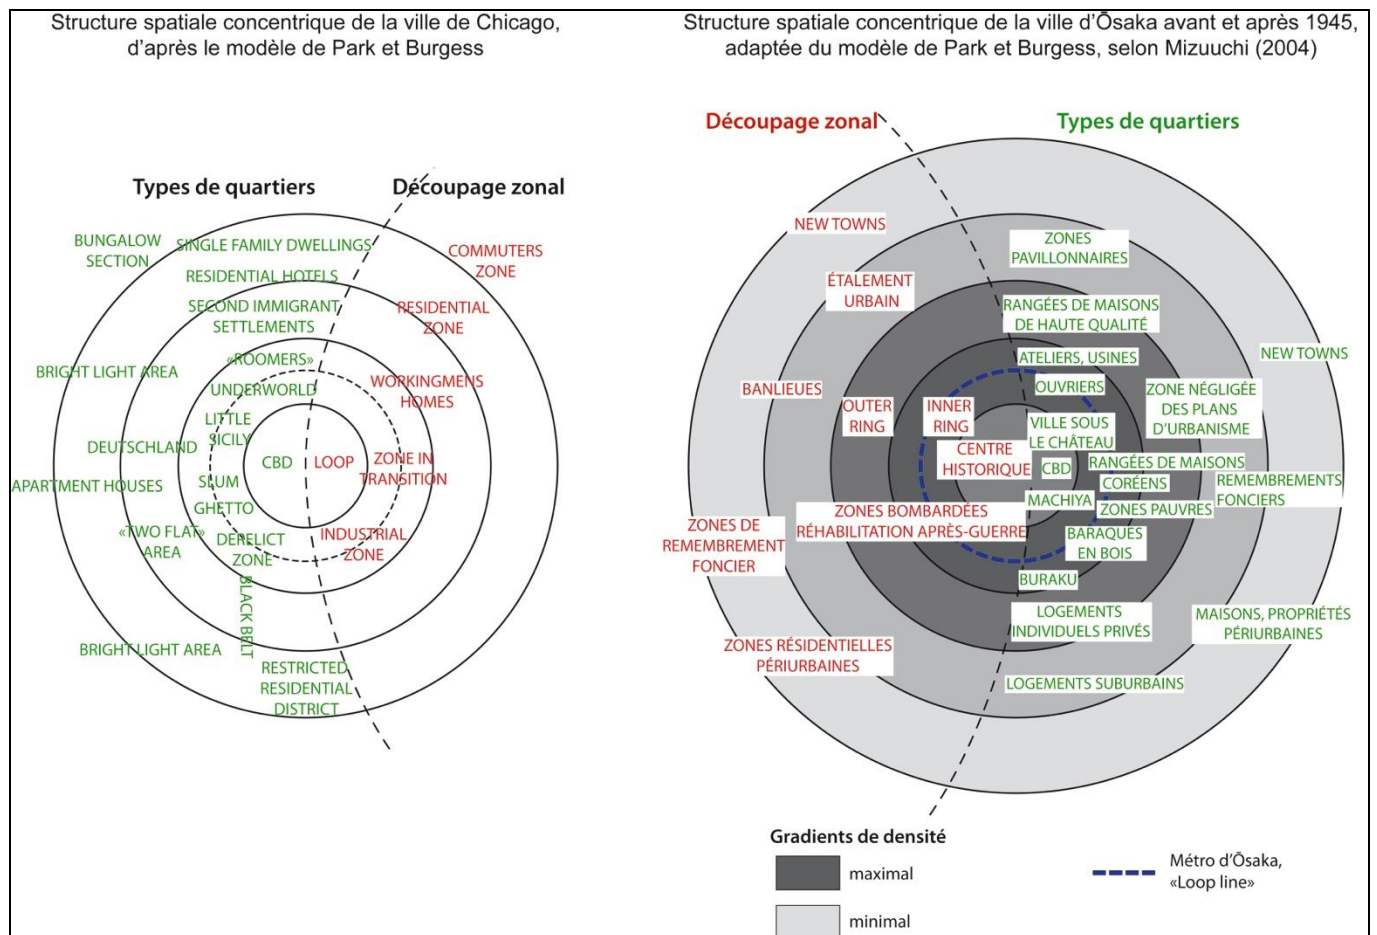 Structure spatiale concentrique de la ville de Chicago,
d'après le modèle de Park et Burgess
Types de quartiers
Découpage zonal
BUNGALOW
SECTION
SINGLE FAMILY DWELLINGS
COMMUTERS
ZONE
RESIDENTIAL HOTELS
SECOND IMMIGRANT
SETTLEMENTS
RESIDENTIAL
ZONE
«ROOMERS»
BRIGHT LIGHT AREA
UNDERWORLD
WORKINGMENS
HOMES
LITTLE
SICILY
DEUTSCHLAND
CBD
LOOP
ZONE IN
TRANSITION
APARTMENT HOUSES
SLUM
GHETTO
«TWO FLAT»
AREA
DERELICT
ZONE
INDUSTRIAL
ZONE
BLACK BELT
BRIGHT LIGHT AREA
RESTRICTED
RESIDENTIAL
DISTRICT
Structure spatiale concentrique de la ville d'Ōsaka avant et après 1945,
adaptée du modèle de Park et Burgess, selon Mizuuchi (2004)
Découpage zonal
Types de quartiers
NEW TOWNS
ZONES
PAVILLONNAIRES
ÉTALEMENT
URBAIN
RANGÉES DE MAISONS
DE HAUTE QUALITÉ
NEW TOWNS
ATELIERS, USINES
BANLIEUES
OUVRIERS
ZONE NÉGLIGÉE
DES PLANS
D'URBANISME
OUTER
RING
INNER
RING
VILLE SOUS
LE CHÂTEAU
CENTRE
HISTORIQUE
CBD
RANGÉES DE MAISONS
CORÉENS
REMEMBREMENTS
FONCIERS
MACHIYA
ZONES PAUVRES
ZONES BOMBARDÉES
RÉHABILITATION APRÈS-GUERRE
ZONES DE
REMEMBREMENT
FONCIER
BARAQUES
EN BOIS
BURAKU
LOGEMENTS
INDIVIDUELS PRIVÉS
MAISONS, PROPRIÉTÉS
PÉRIURBAINES
ZONES RÉSIDENTIELLES
PÉRIURBAINES
LOGEMENTS SUBURBAINS
Gradients de densité
maximal
minimal
Métro d'Ōsaka,
«Loop line»